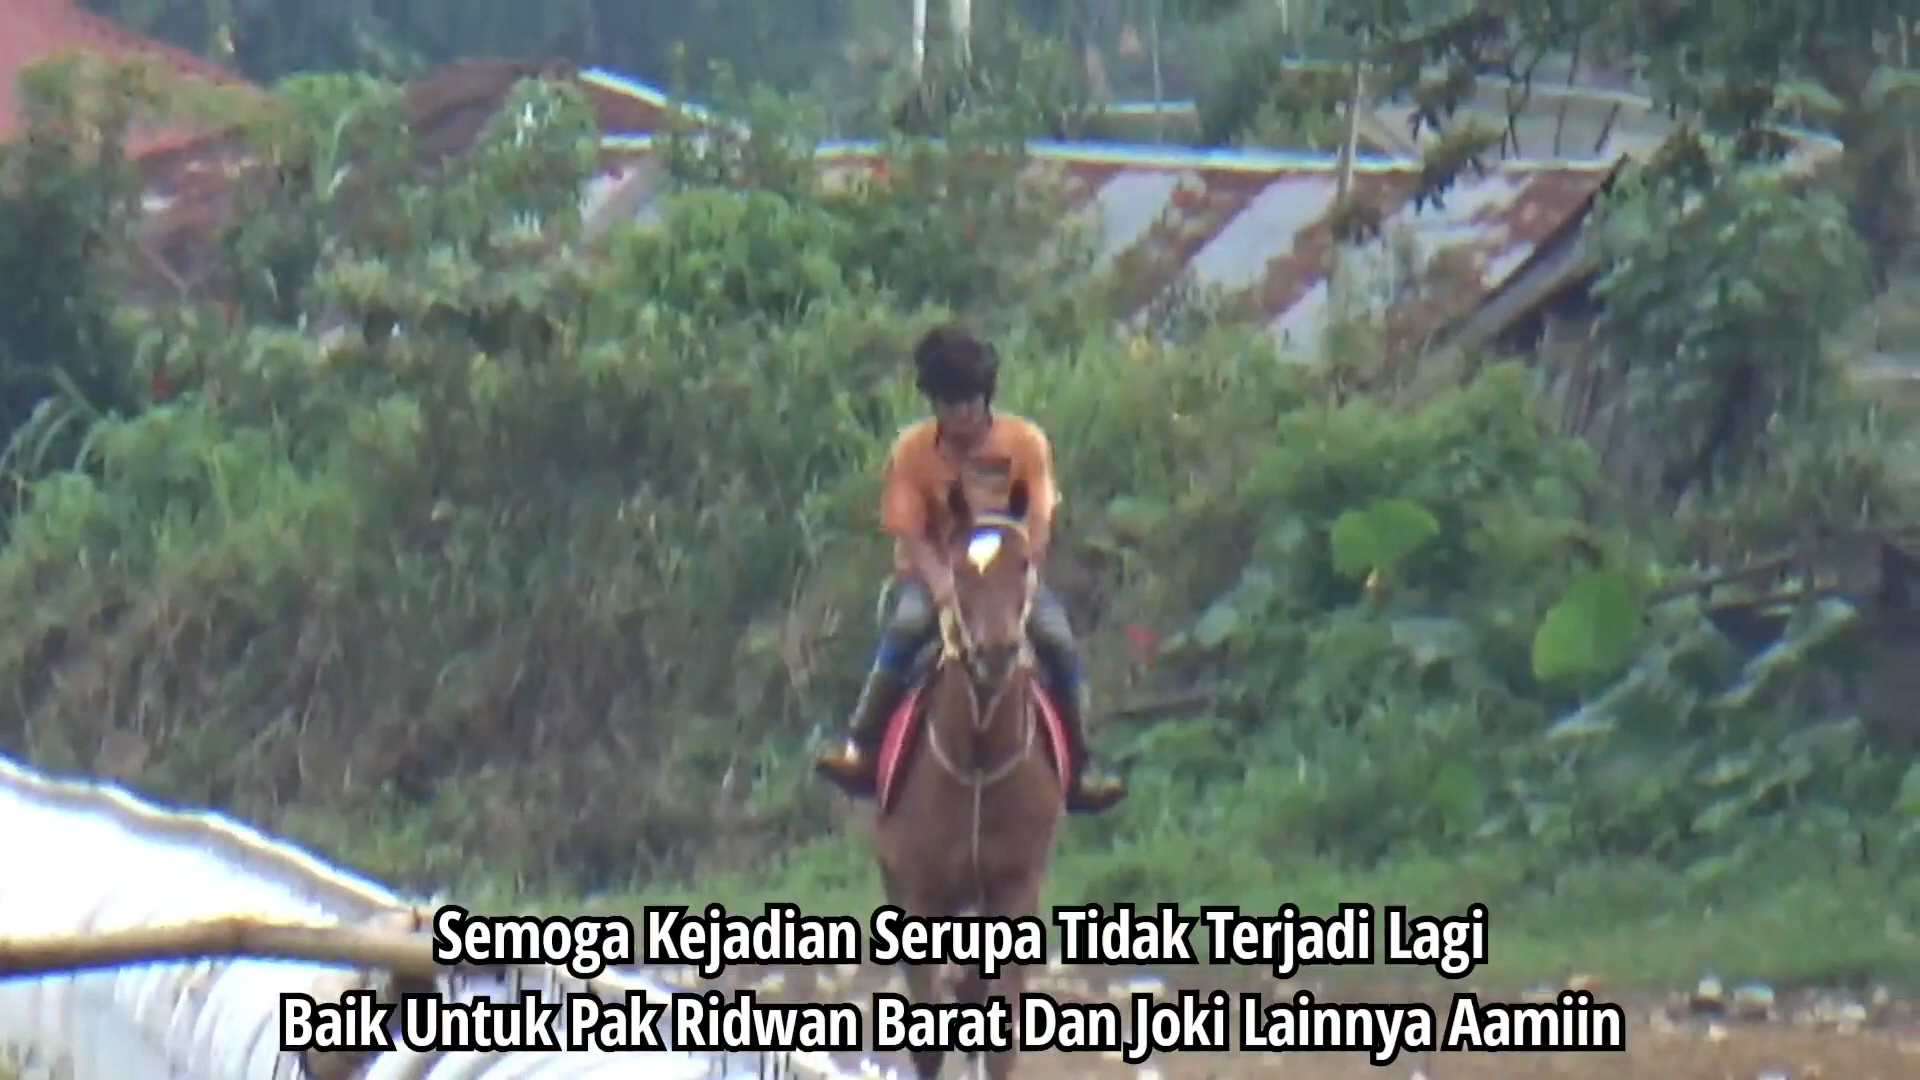 Semoga Kejadian Serupa Tidak Terjadi Lagi
Baik Untuk Pak Ridwan Barat Dan Joki Lainnya Aamiin